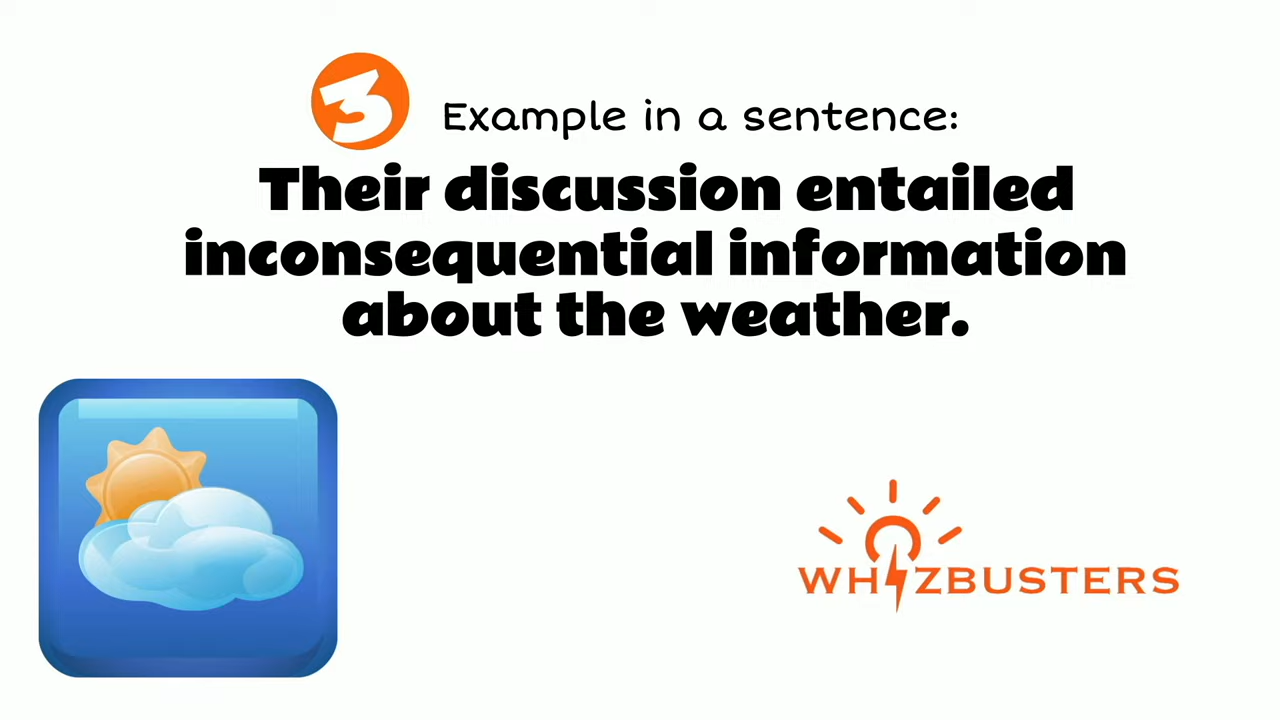 3 Example in a sentence:
Their discussion entailed
inconsequential information
about the weather.
WHIZBUSTERS